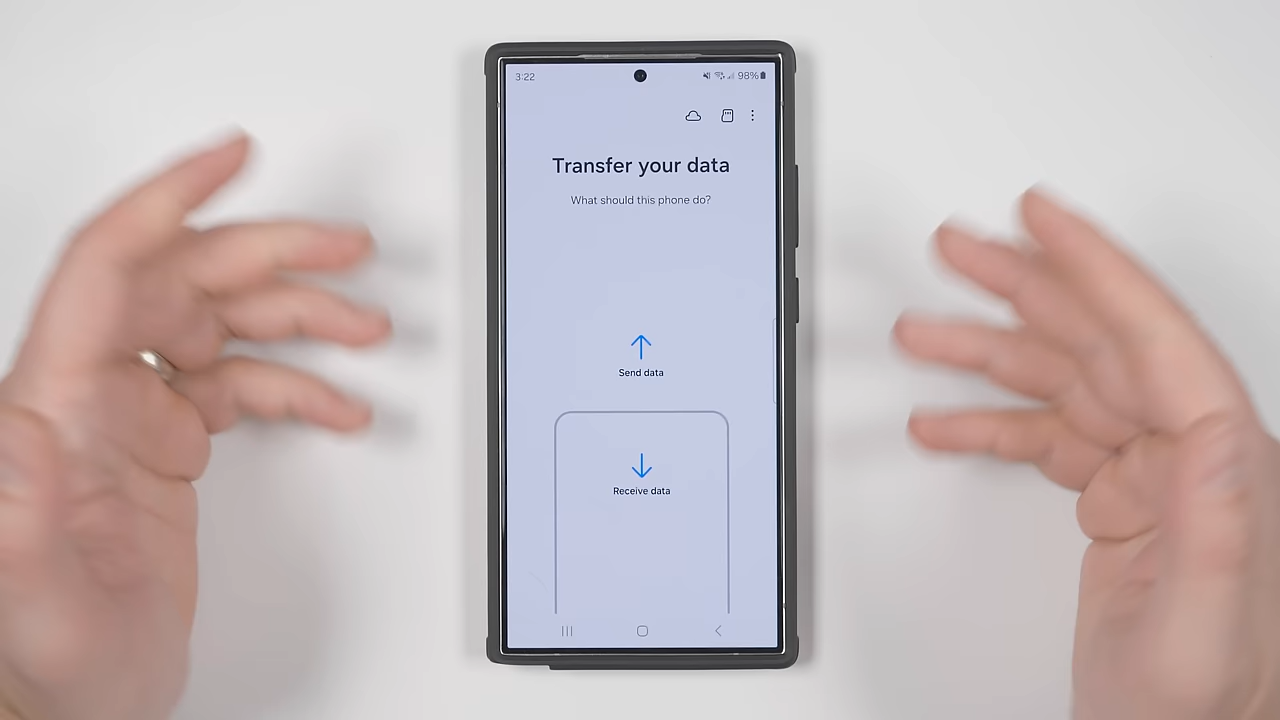 3:22
98%
Transfer your data
What should this phone do?
Send data
Receive data